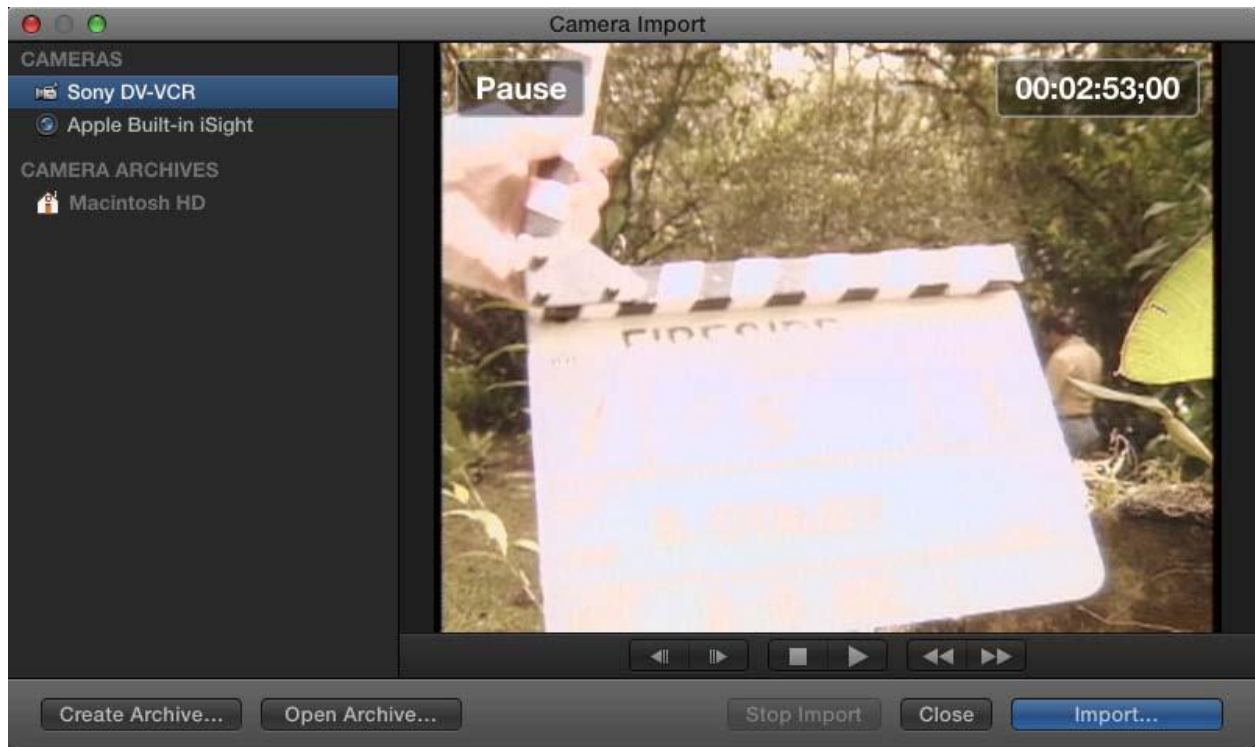 Camera Import
CAMERAS
Sony DV-VCR
Apple Built-in iSight
CAMERA ARCHIVES
Macintosh HD
Pause
00:02:53;00
FIRESIDE
Create Archive...
Open Archive...
Stop Import
Close
Import...